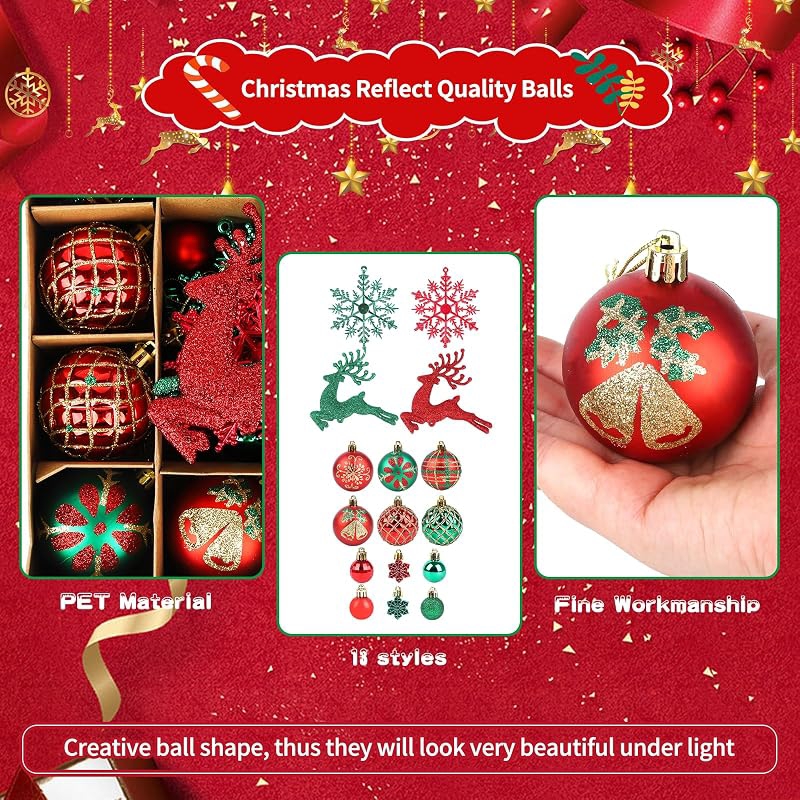 Christmas Reflect Quality Balls
PET Material
18 styles
Fine Workmanship
Creative ball shape, thus they will look very beautiful under light